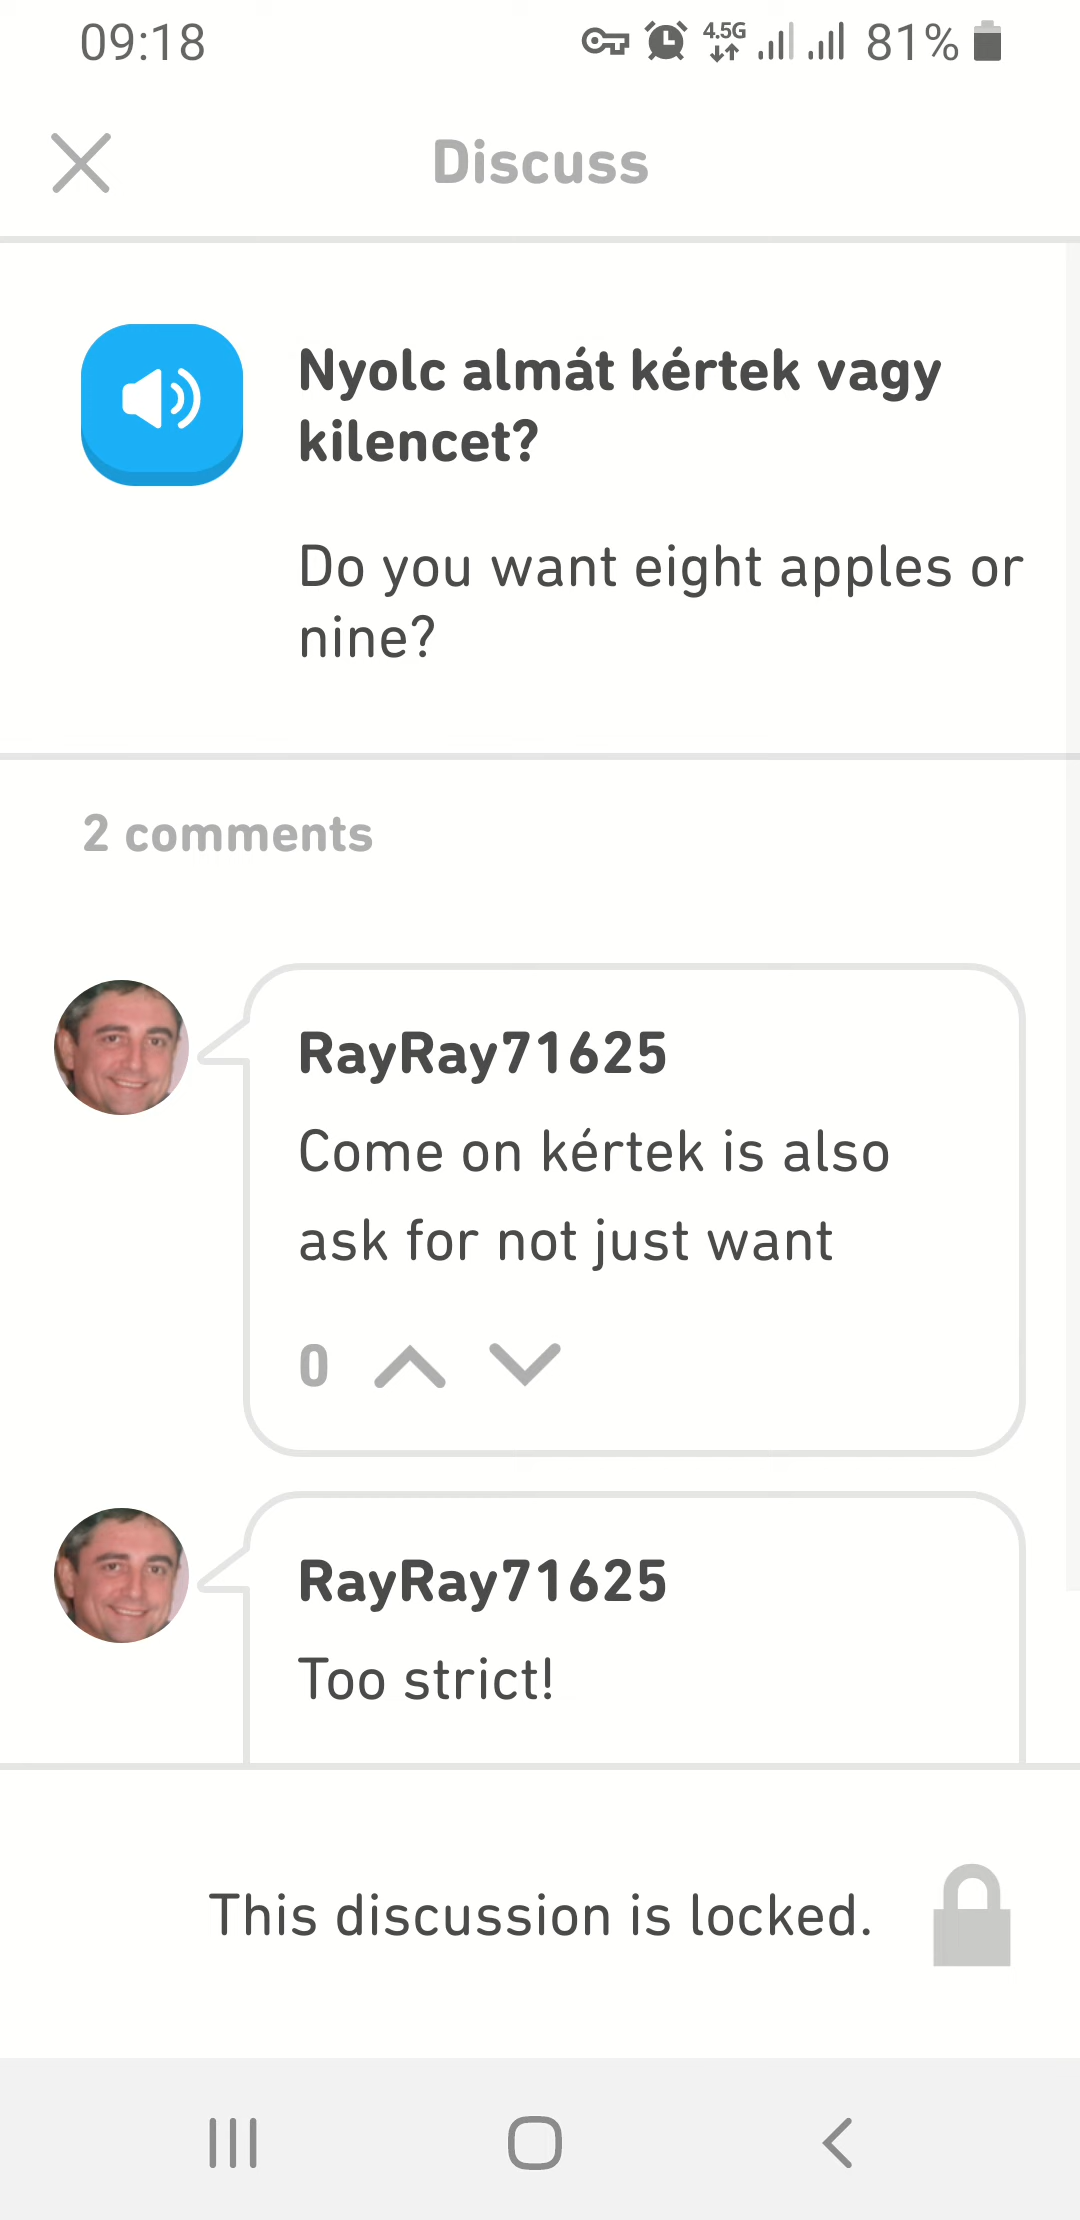 09:18
4.5G
81%
Discuss
Nyolc almát kértek vagy
kilencet?
Do you want eight apples or
nine?
2 comments
RayRay71625
Come on kértek is also
ask for not just want
0
RayRay71625
Too strict!
This discussion is locked.